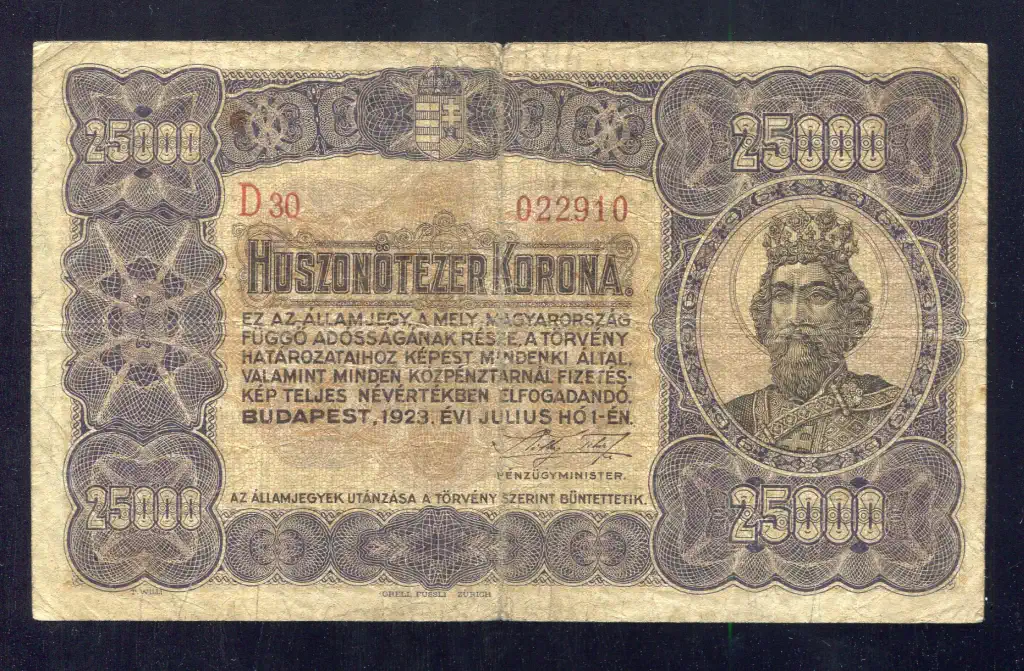 25000 25000
D 30 022910
HUSZONÖTEZER KORONA.
EZ AZ ÁLLAMJEGY, A MELY MAGYARORSZÁG
FÜGGŐ ADÓSSÁGÁNAK RÉSZE, A TÖRVÉNY
HATÁROZATAIHOZ KÉPEST MINDENKI ÁLTAL,
VALAMINT MINDEN KÖZPÉNZTÁRNÁL FIZETÉS-
KÉP TELJES NÉVÉRTÉKBEN ELFOGADANDÓ.
BUDAPEST, 1923. ÉVI JULIUS HÓ 1-ÉN.
PÉNZÜGYMINISTER.
AZ ÁLLAMJEGYEK UTÁNZÁSA A TÖRVÉNY SZERINT BÜNTETTETIK.
25000 25000
ORELL FUESSLI ZURICH